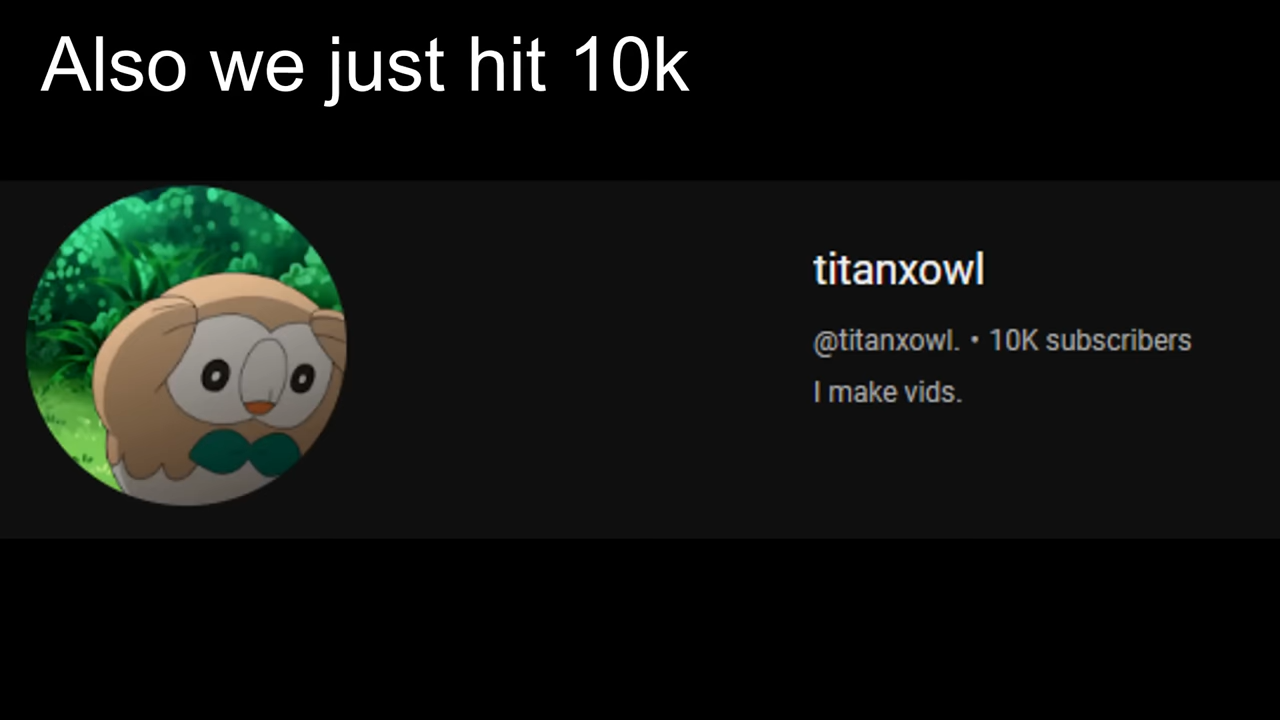 Also we just hit 10k
titanxowl
@titanxowl. • 10K subscribers
I make vids.